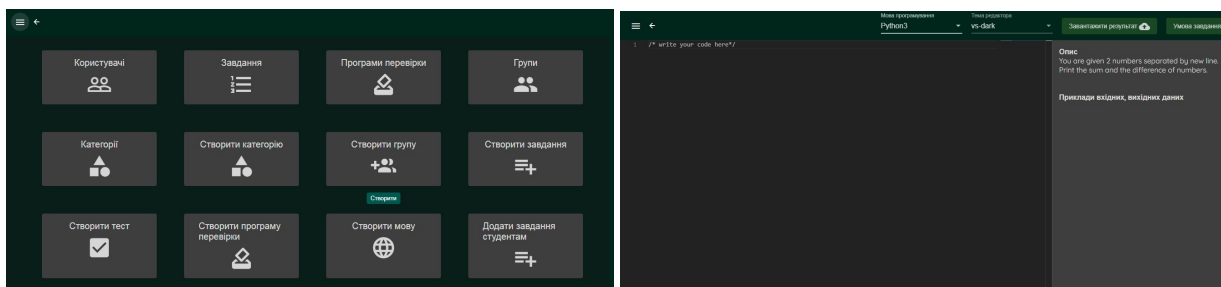 Користувачі
Завдання
Програми перевірки
Групи
Категорії
Створити категорію
Створити групу
Створити завдання
Створити
Створити тест
Створити програму
перевірки
Створити мову
Додати завдання
студентам
Мова програмування
Python3
Тема редактора
vs-dark
Завантажити результат
Умова завдання
1 /* write your code here*/
Опис
You are given 2 numbers separated by new line.
Print the sum and the difference of numbers.
Приклади вхідних, вихідних даних